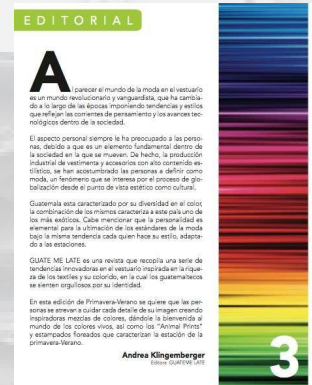 EDITORIAL
Al parecer el mundo de la moda en el vestuario
es un mundo revolucionario y vanguardista, que ha cambia-
do a lo largo de las épocas imponiendo tendencias y estilos
que reflejan las corrientes de pensamiento y los avances tec-
nológicos dentro de la sociedad.
El aspecto personal siempre le ha preocupado a las perso-
nas, debido a que es un elemento fundamental dentro de
la sociedad en la que se mueven. De hecho, la producción
industrial de vestimenta y accesorios con alto contenido es-
tilístico, se han acostumbrado las personas a definir como
moda, un fenómeno que se interesa por el proceso de glo-
balización desde el punto de vista estético como cultural.
Guatemala esta caracterizado por su diversidad en el color,
la combinación de los mismos caracteriza a este país uno de
los más exóticos. Cabe mencionar que la personalidad es
elemental para la ultimación de los estándares de la moda
bajo la misma tendencia cada quien hace su estilo, adapta-
do a las estaciones.
GUATE ME LATE es una revista que recopila una serie de
tendencias innovadoras en el vestuario inspirada en la rique-
za de los textiles y su colorido, en la cual los guatemaltecos
se sienten orgullosos por su identidad.
En esta edición de Primavera-Verano se quiere que las per-
sonas se atrevan a cuidar cada detalle de su imagen creando
inspiradoras mezclas de colores, dándole la bienvenida al
mundo de los colores vivos, así como los "Animal Prints"
y estampados floreados que caracterizan la estación de la
primavera-Verano.
Andrea Klingemberger
Editora GUATEME LATE
3